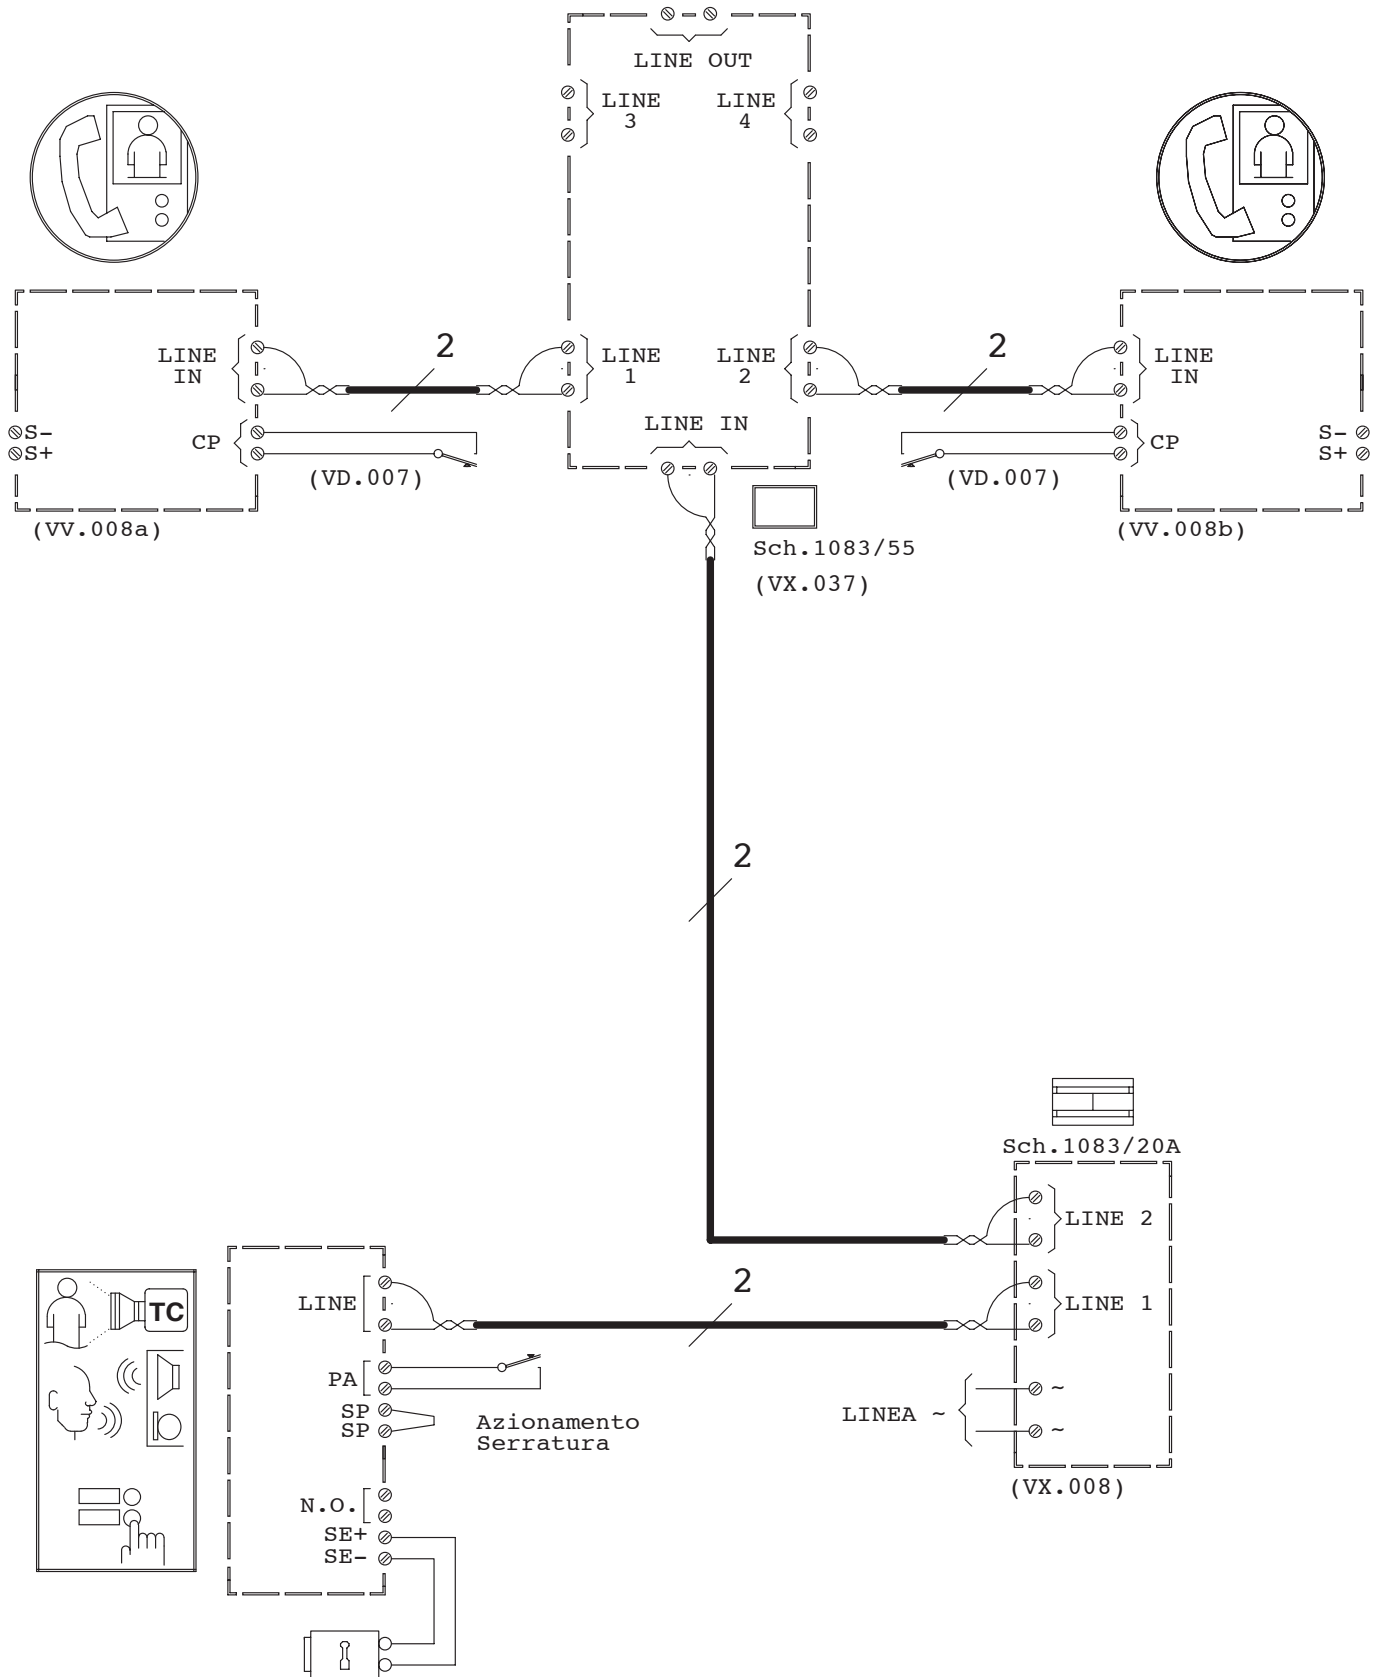 LINE OUT
LINE
3
LINE
4
LINE
IN
2
LINE
1
LINE
2
2
LINE
IN
S-
S+
CP
LINE IN
CP
S-
S+
(VD.007)
(VD.007)
(VV.008a)
(VV.008b)
Sch.1083/55
(VX.037)
2
Sch.1083/20A
LINE 2
2
LINE
LINE 1
TC
PA
LINEA ~
~
~
SP
SP
Azionamento
Serratura
(VX.008)
N.O.
SE+
SE-